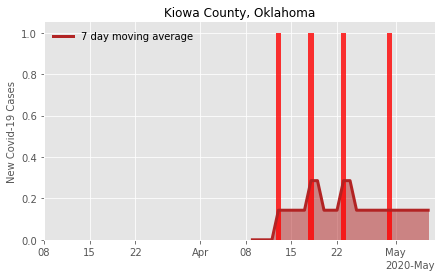 Kiowa County, Oklahoma
7 day moving average
New Covid-19 Cases
1.0
0.8
0.6
0.4
0.2
0.0
08
15
22
Apr
08
15
22
May
2020-May